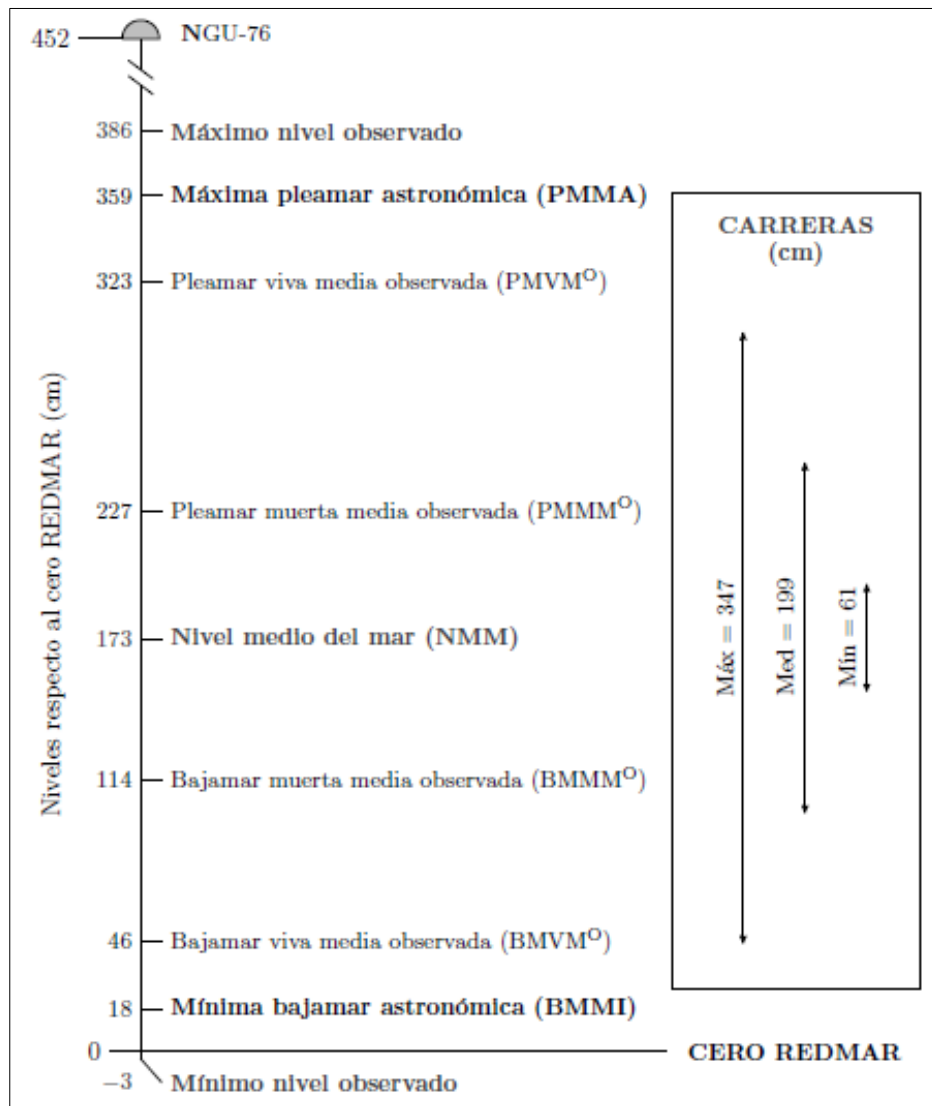 452 NGU-76
386 Máximo nivel observado
359 Máxima pleamar astronómica (PMMA)
CARRERAS
(cm)
323 Pleamar viva media observada (PMVMᴼ)
Niveles respecto al cero REDMAR (cm)
227 Pleamar muerta media observada (PMMMᴼ)
Máx = 347
Med = 199
Mín = 61
173 Nivel medio del mar (NMM)
114 Bajamar muerta media observada (BMMMᴼ)
46 Bajamar viva media observada (BMVMᴼ)
18 Mínima bajamar astronómica (BMMI)
0 CERO REDMAR
−3 Mínimo nivel observado